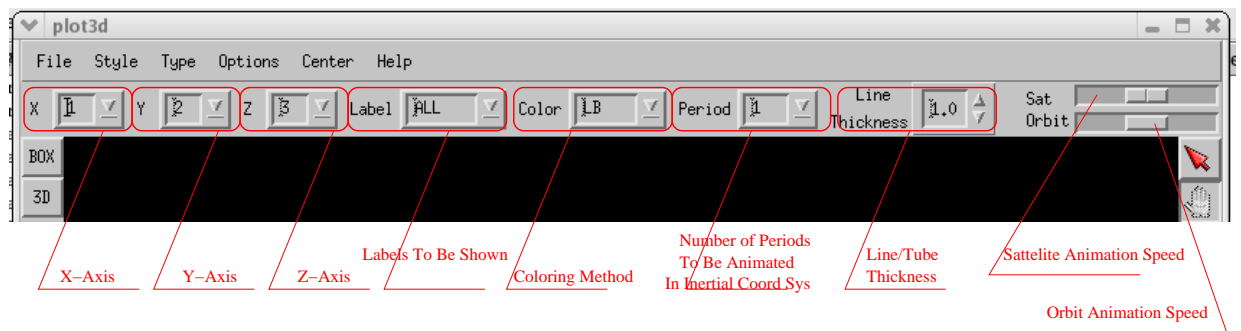 plot3d
File Style Type Options Center Help
X 1 Y 2 Z 3 Label ALL Color LB Period 1 Line Thickness 1.0 Sat
Orbit
BOX
3D
X-Axis Y-Axis Z-Axis Labels To Be Shown Coloring Method
Number of Periods
To Be Animated
In Inertial Coord Sys
Line/Tube
Thickness
Sattelite Animation Speed
Orbit Animation Speed